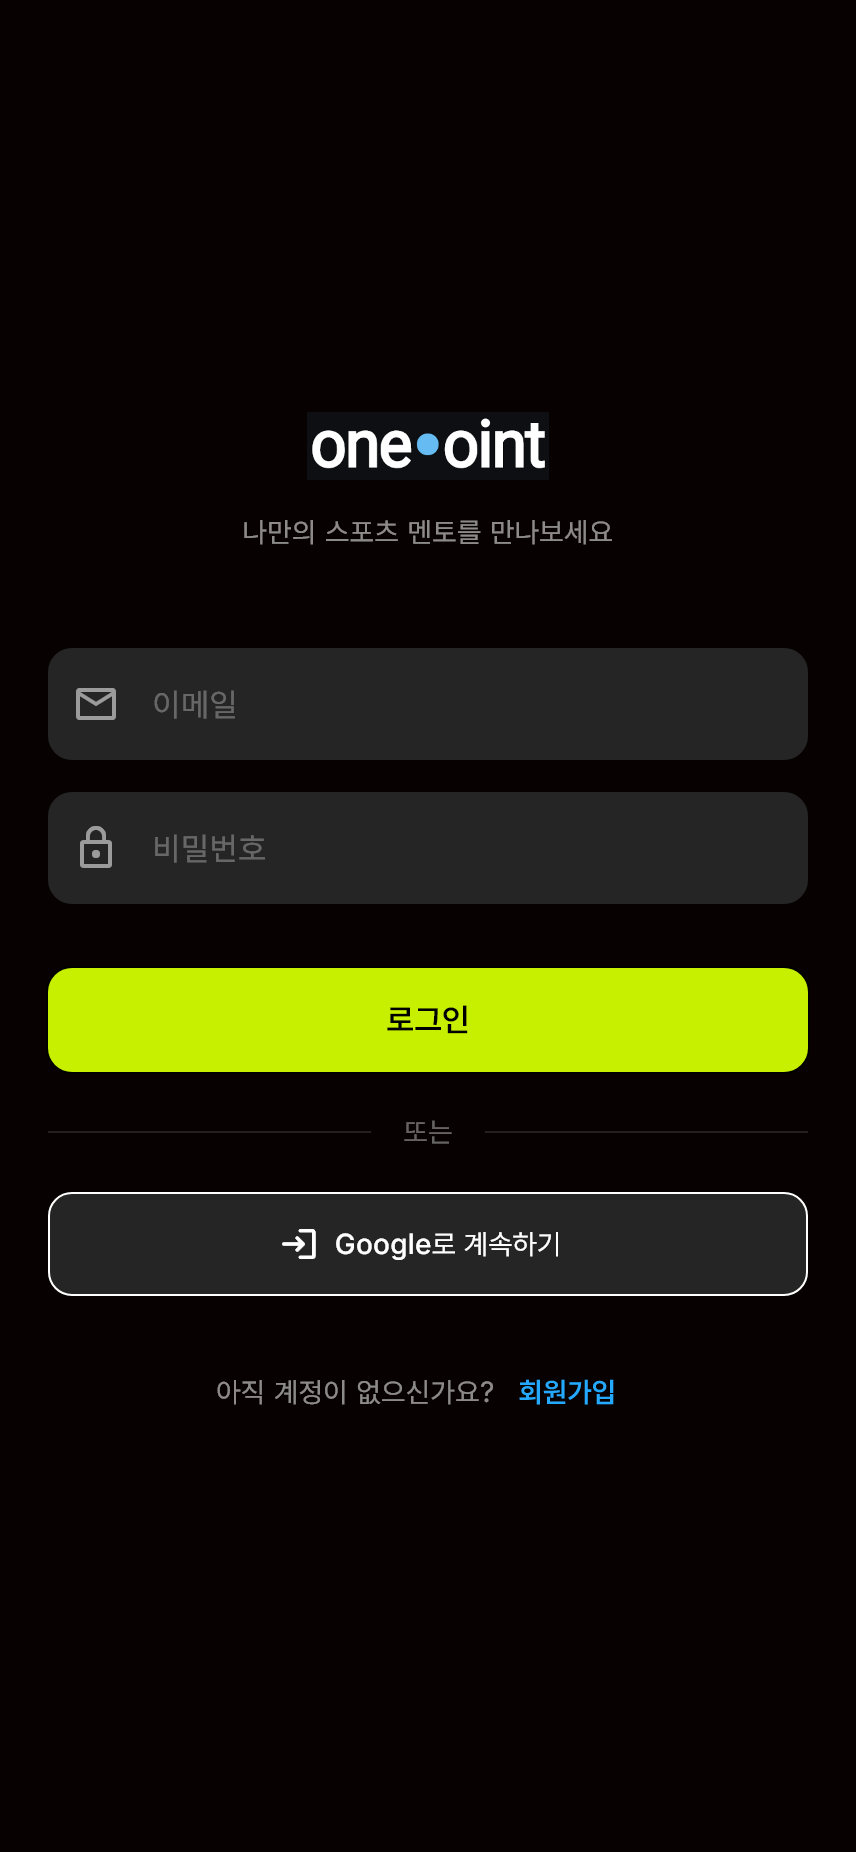 one•oint
나만의 스포츠 멘토를 만나보세요
이메일
비밀번호
로그인
또는
Google로 계속하기
아직 계정이 없으신가요? 회원가입